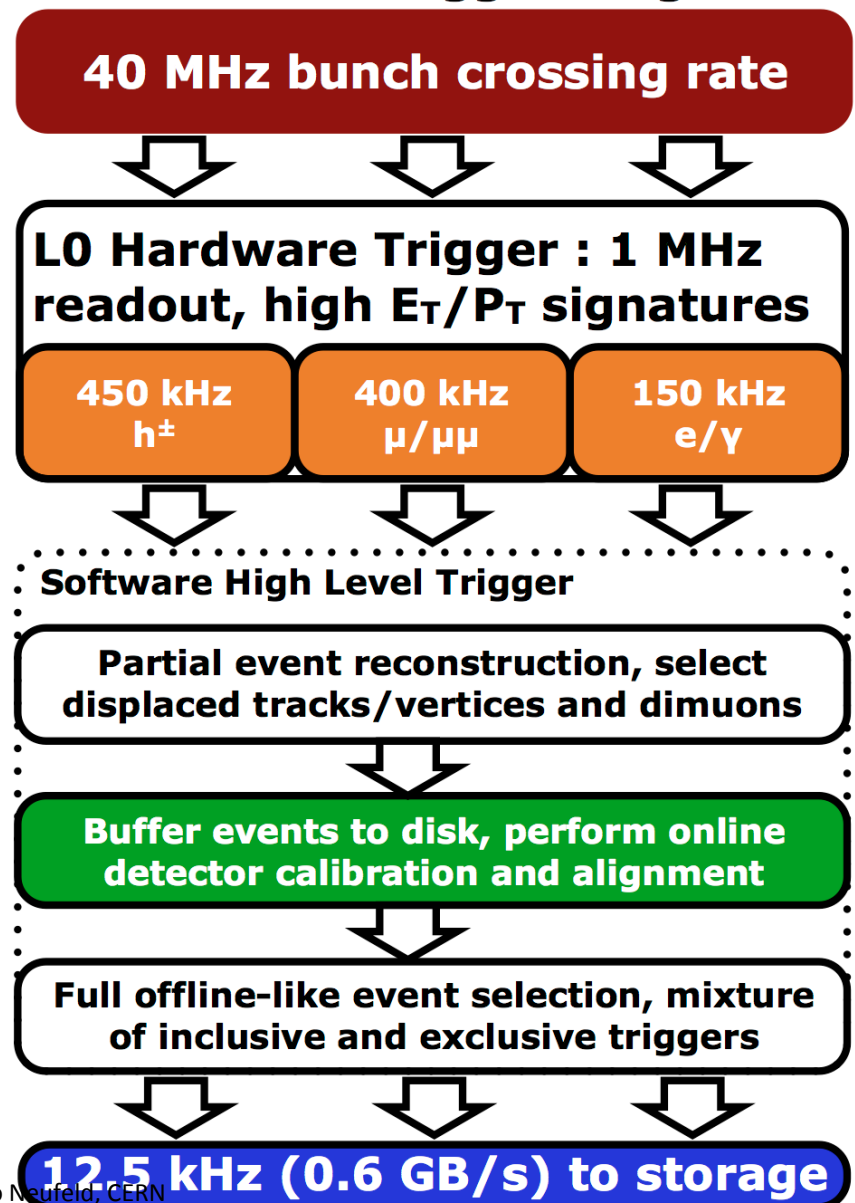 40 MHz bunch crossing rate
L0 Hardware Trigger : 1 MHz
readout, high ET/PT signatures
450 kHz
h±
400 kHz
μ/μμ
150 kHz
e/γ
Software High Level Trigger
Partial event reconstruction, select
displaced tracks/vertices and dimuons
Buffer events to disk, perform online
detector calibration and alignment
Full offline-like event selection, mixture
of inclusive and exclusive triggers
12.5 kHz (0.6 GB/s) to storage
Neufeld, CERN